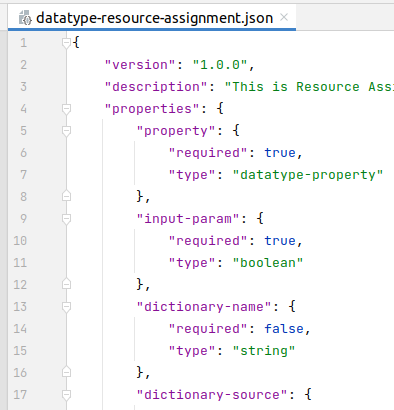 datatype-resource-assignment.json
1 {
2 "version": "1.0.0",
3 "description": "This is Resource
4 "properties": {
5 "property": {
6 "required": true,
7 "type": "datatype-property"
8 },
9 "input-param": {
10 "required": true,
11 "type": "boolean"
12 },
13 "dictionary-name": {
14 "required": false,
15 "type": "string"
16 },
17 "dictionary-source": {